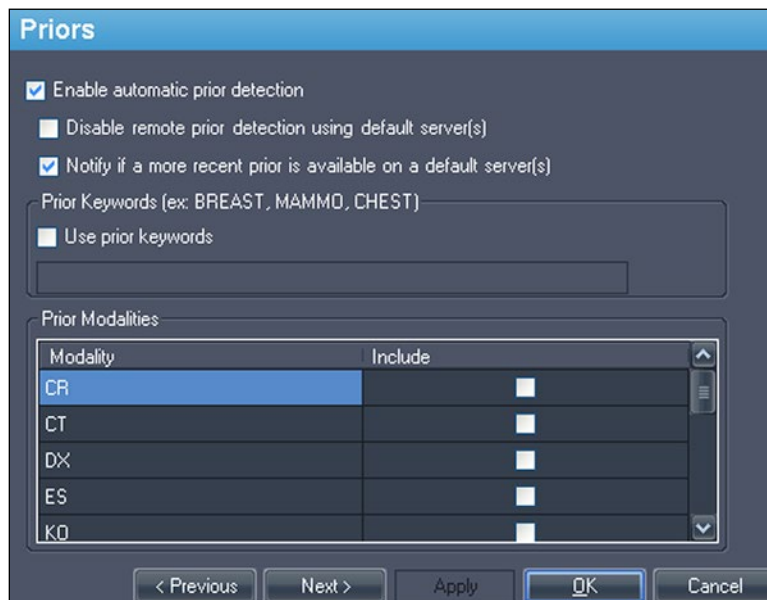 Priors
Enable automatic prior detection
Disable remote prior detection using default server(s)
Notify if a more recent prior is available on a default server(s)
Prior Keywords (ex: BREAST, MAMMO, CHEST)
Use prior keywords
Prior Modalities
Modality Include
CR
CT
DX
ES
KO
< Previous Next > Apply OK Cancel